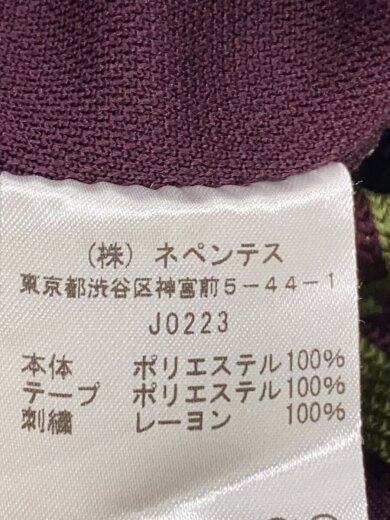 (株) ネペンテス
東京都渋谷区神宮前5-44-1
J0223
本体 ポリエステル100%
テープ ポリエステル100%
刺繍 レーヨン 100%